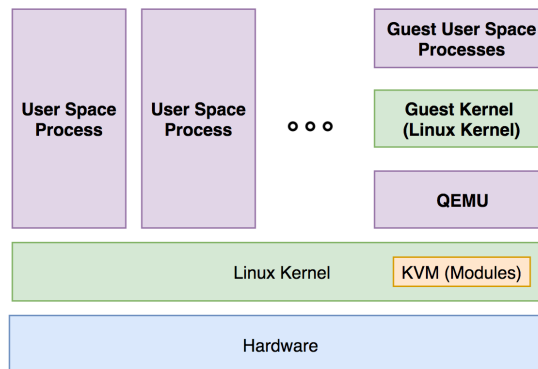 User Space
Process
User Space
Process
Guest User Space
Processes
Guest Kernel
(Linux Kernel)
QEMU
Linux Kernel
KVM (Modules)
Hardware